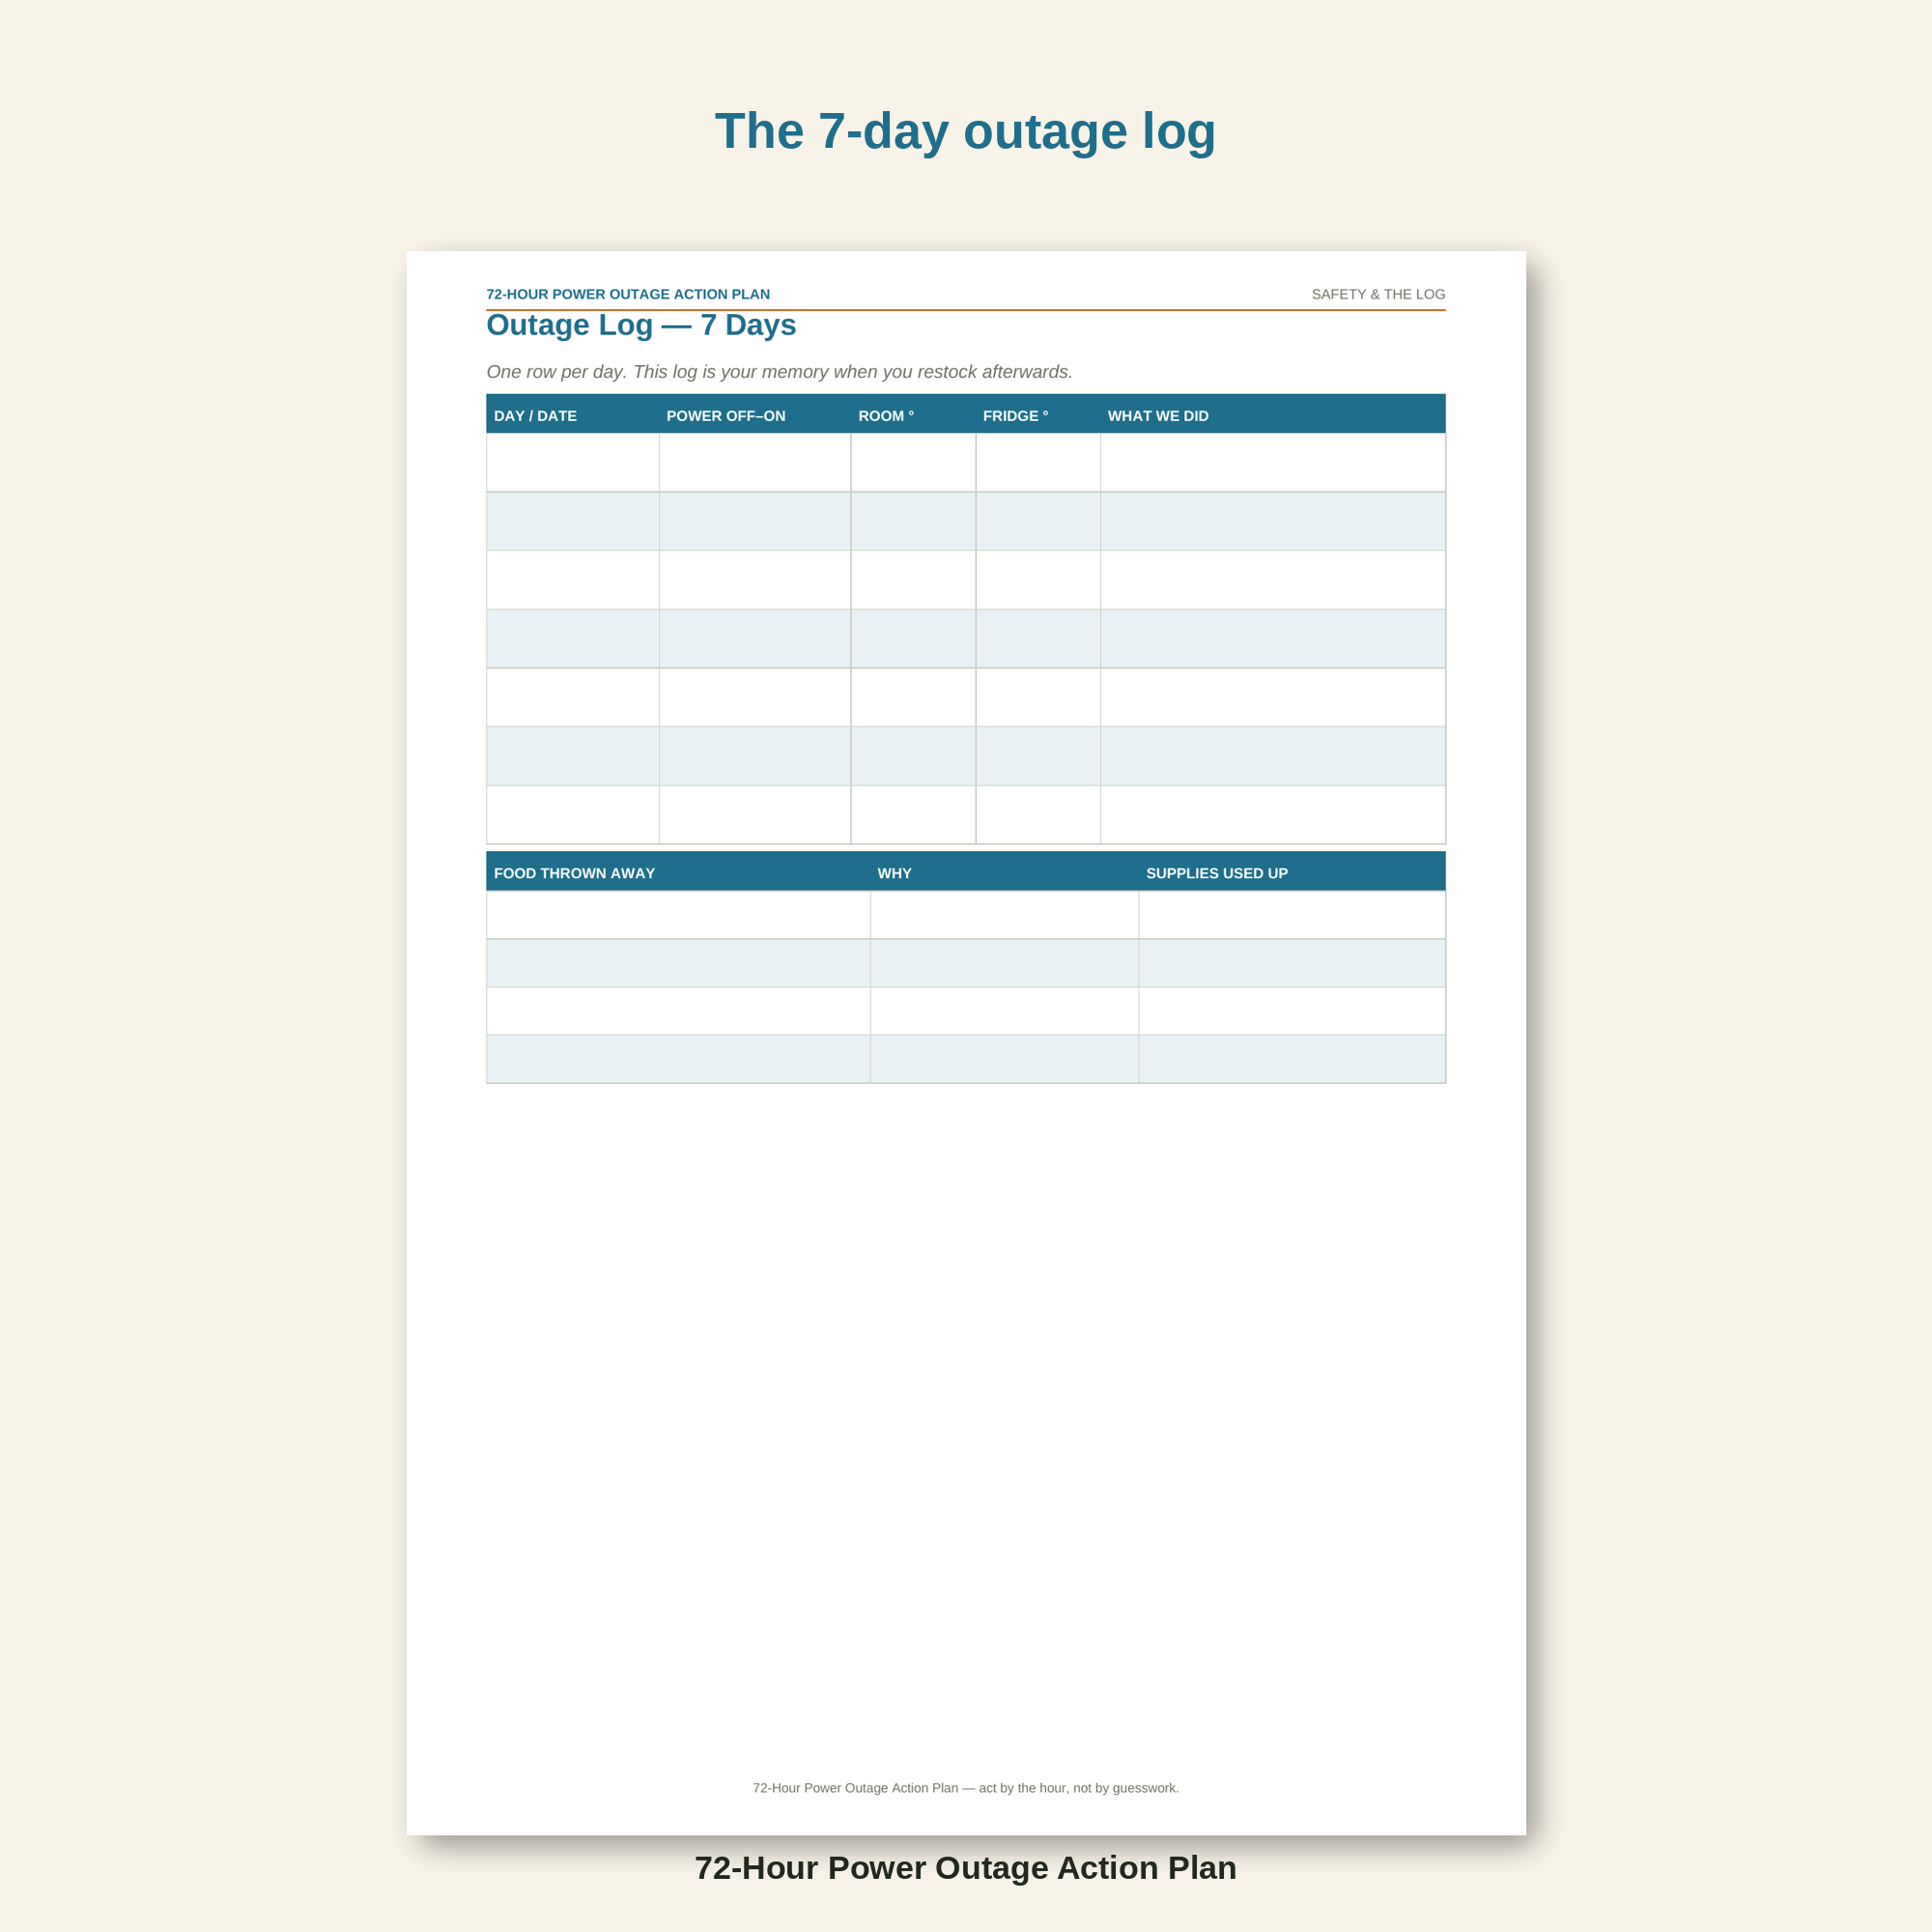 The 7-day outage log
72-HOUR POWER OUTAGE ACTION PLAN SAFETY & THE LOG
Outage Log — 7 Days
One row per day. This log is your memory when you restock afterwards.
DAY / DATE POWER OFF–ON ROOM ° FRIDGE ° WHAT WE DID
FOOD THROWN AWAY WHY SUPPLIES USED UP
72-Hour Power Outage Action Plan — act by the hour, not by guesswork.
72-Hour Power Outage Action Plan